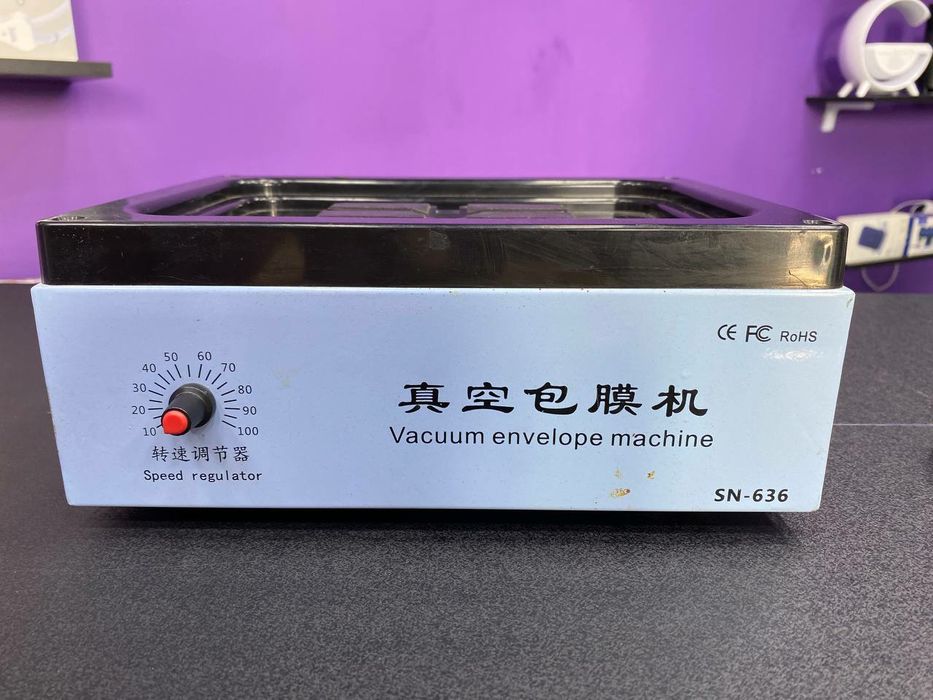 CE FC RoHS
真空包膜机
Vacuum envelope machine
10
20
30
40
50
60
70
80
90
100
转速调节器
Speed regulator
SN-636